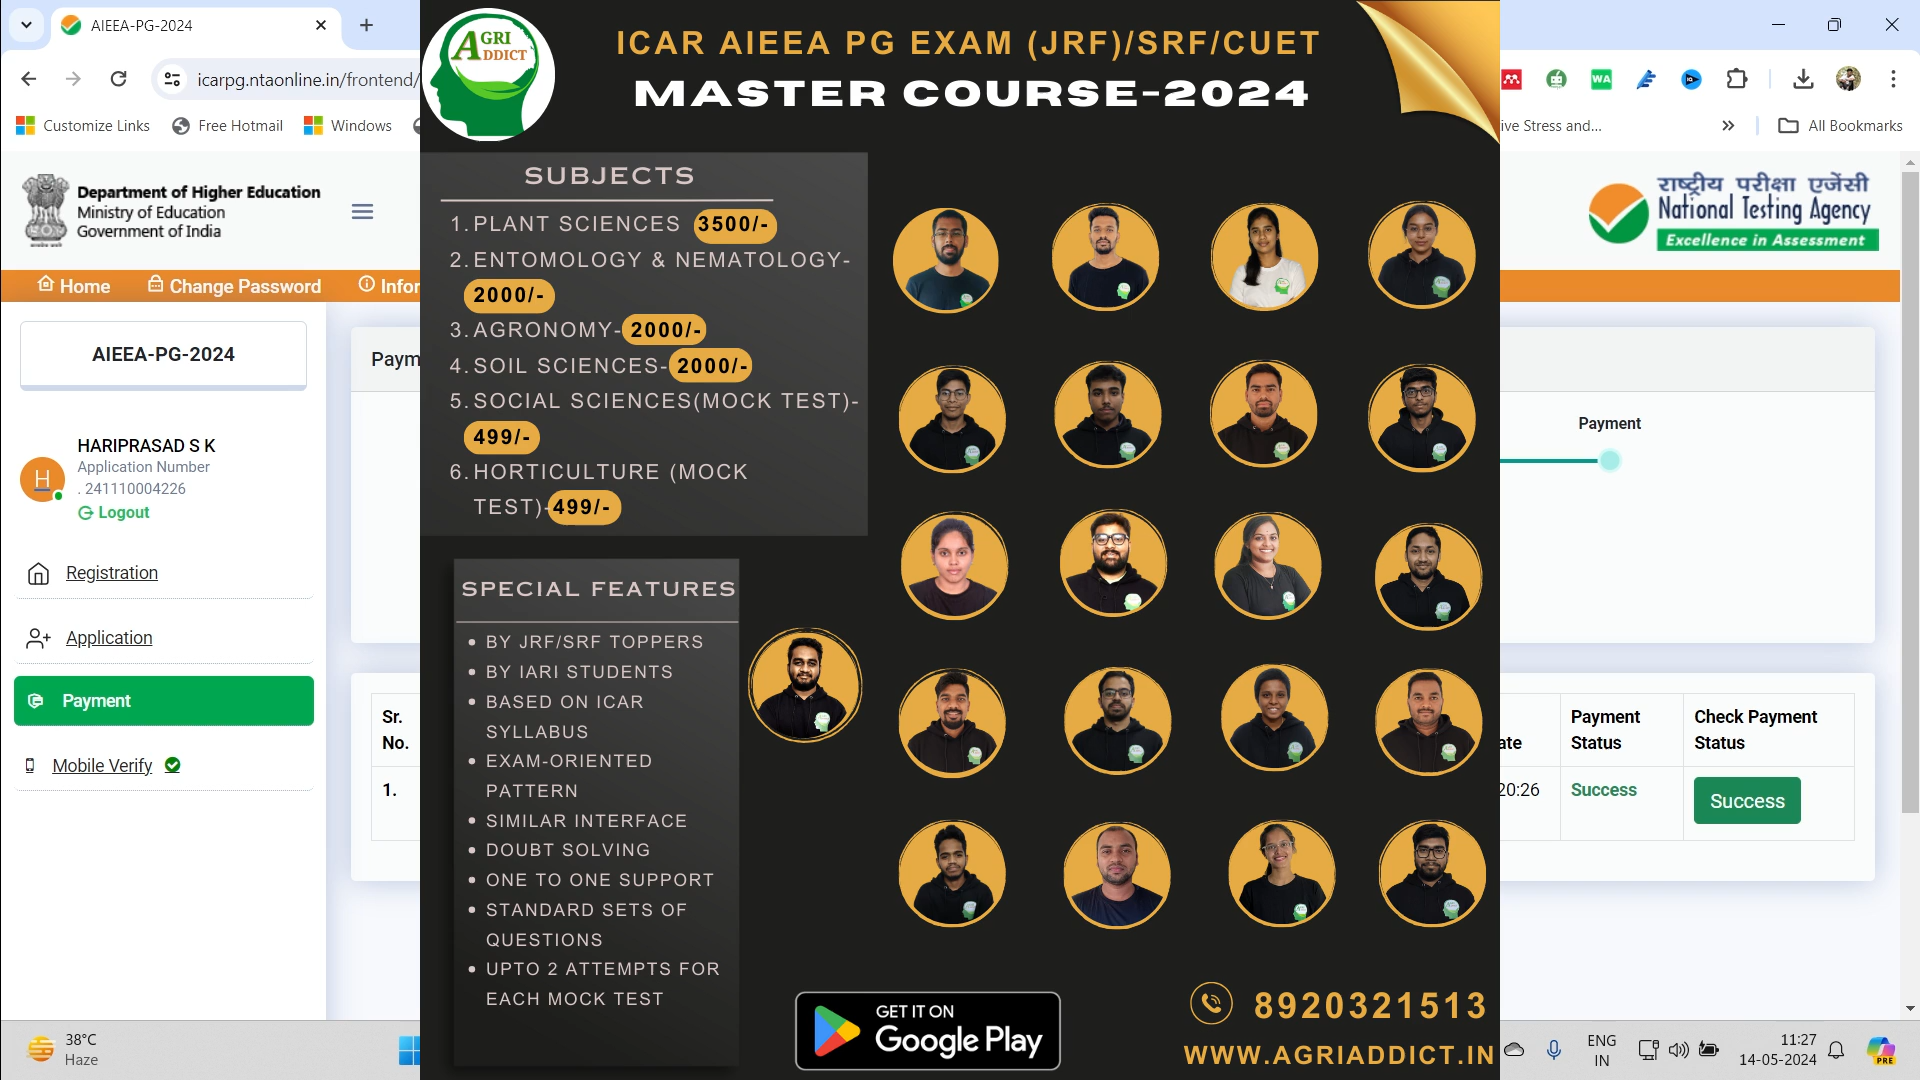 AIEEA-PG-2024
icarpg.ntaonline.in/frontend/
Customize Links
Free Hotmail
Windows
ive Stress and...
All Bookmarks
WA
Department of Higher Education
Ministry of Education
Government of India
राष्ट्रीय परीक्षा एजेंसी
National Testing Agency
Excellence in Assessment
Home
Change Password
Infor
AIEEA-PG-2024
H
HARIPRASAD S K
Application Number
. 241110004226
Logout
Registration
Application
Payment
Mobile Verify
Paym
Sr.
No.
1.
AGRI
ADDICT
ICAR AIEEA PG EXAM (JRF)/SRF/CUET
MASTER COURSE-2024
SUBJECTS
1. PLANT SCIENCES 3500/-
2. ENTOMOLOGY & NEMATOLOGY-
2000/-
3. AGRONOMY- 2000/-
4. SOIL SCIENCES- 2000/-
5. SOCIAL SCIENCES(MOCK TEST)-
499/-
6. HORTICULTURE (MOCK
TEST)- 499/-
SPECIAL FEATURES
• BY JRF/SRF TOPPERS
• BY IARI STUDENTS
• BASED ON ICAR
SYLLABUS
• EXAM-ORIENTED
PATTERN
• SIMILAR INTERFACE
• DOUBT SOLVING
• ONE TO ONE SUPPORT
• STANDARD SETS OF
QUESTIONS
• UPTO 2 ATTEMPTS FOR
EACH MOCK TEST
GET IT ON
Google Play
8920321513
WWW.AGRIADDICT.IN
Payment
ate
Payment
Status
Check Payment
Status
20:26
Success
Success
38°C
Haze
ENG
IN
11:27
14-05-2024
PRE